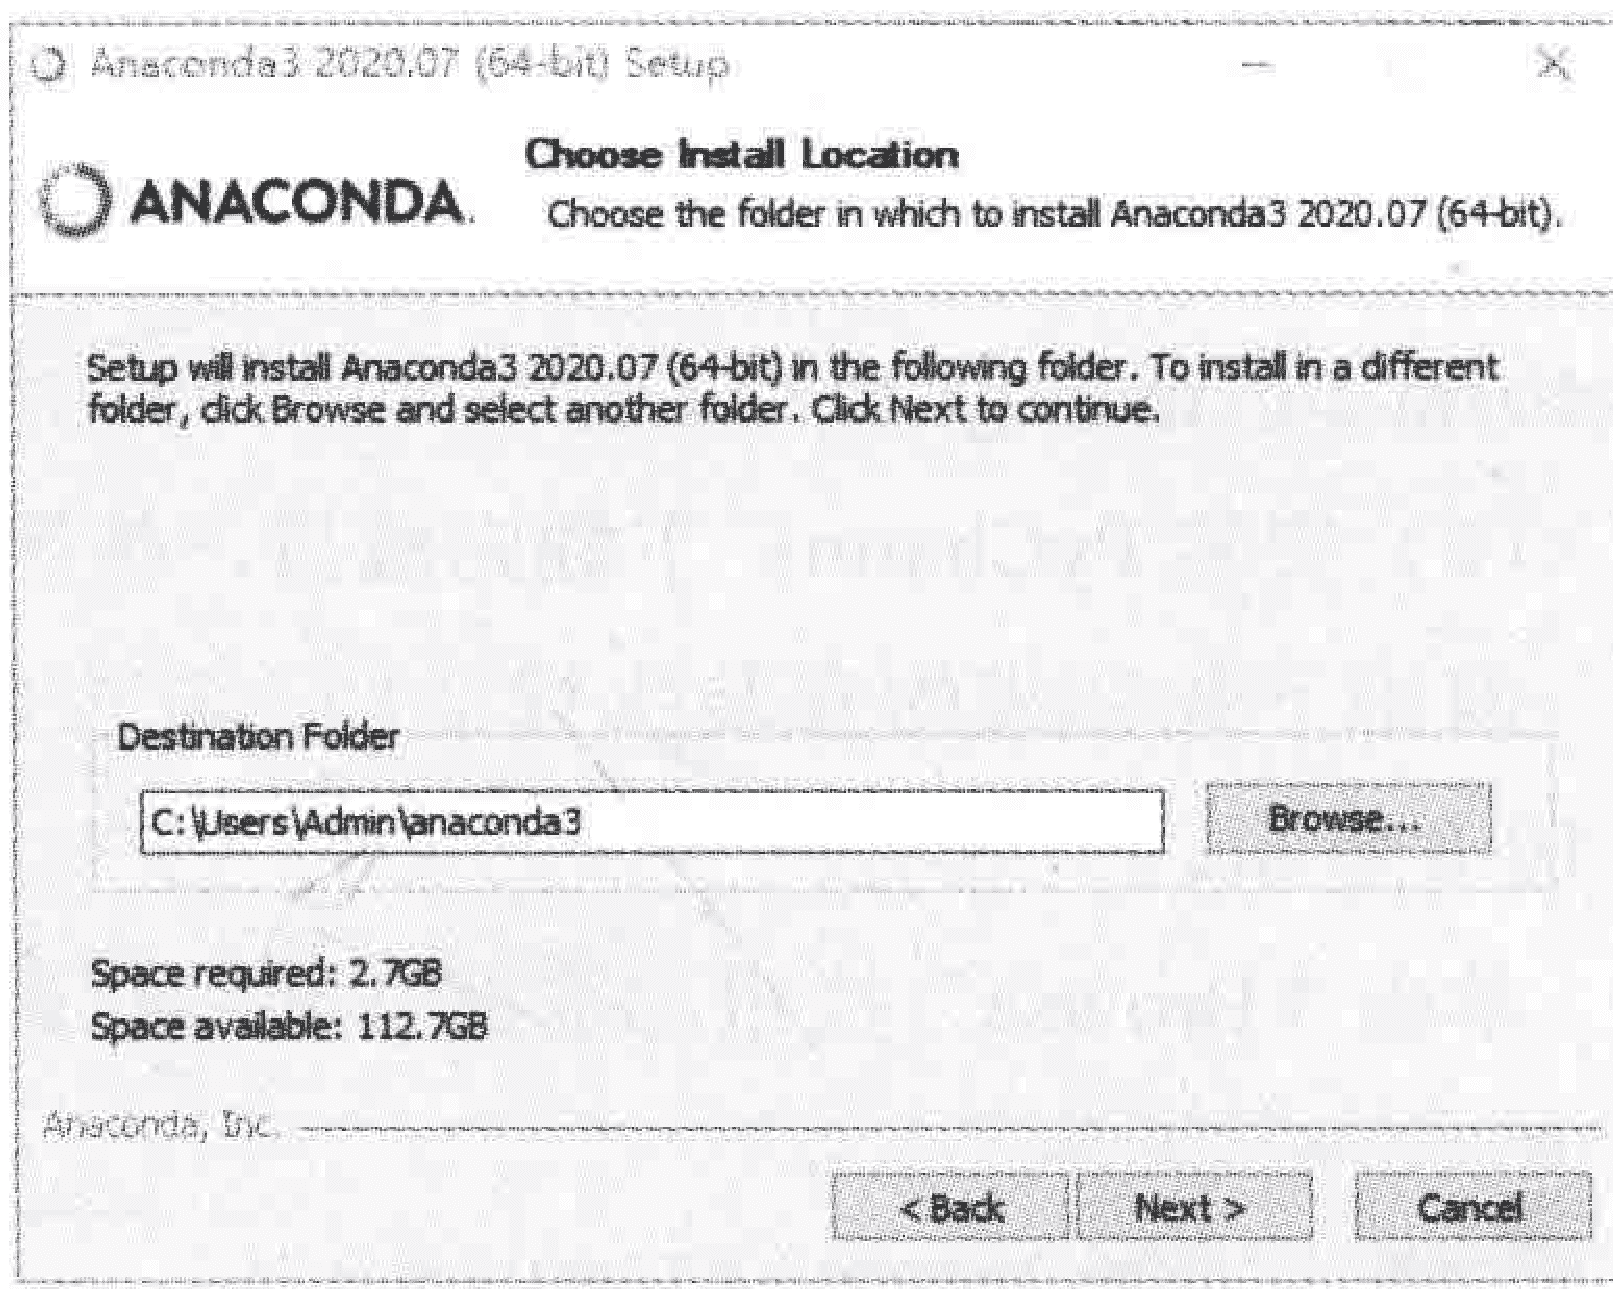 Anaconda3 2020.07 (64-bit) Setup
ANACONDA.
Choose Install Location
Choose the folder in which to install Anaconda3 2020.07 (64-bit).
Setup will install Anaconda3 2020.07 (64-bit) in the following folder. To install in a different
folder, click Browse and select another folder. Click Next to continue.
Destination Folder
C:\Users\Admin\anaconda3
Browse...
Space required: 2.7GB
Space available: 112.7GB
Anaconda, Inc.
< Back
Next >
Cancel